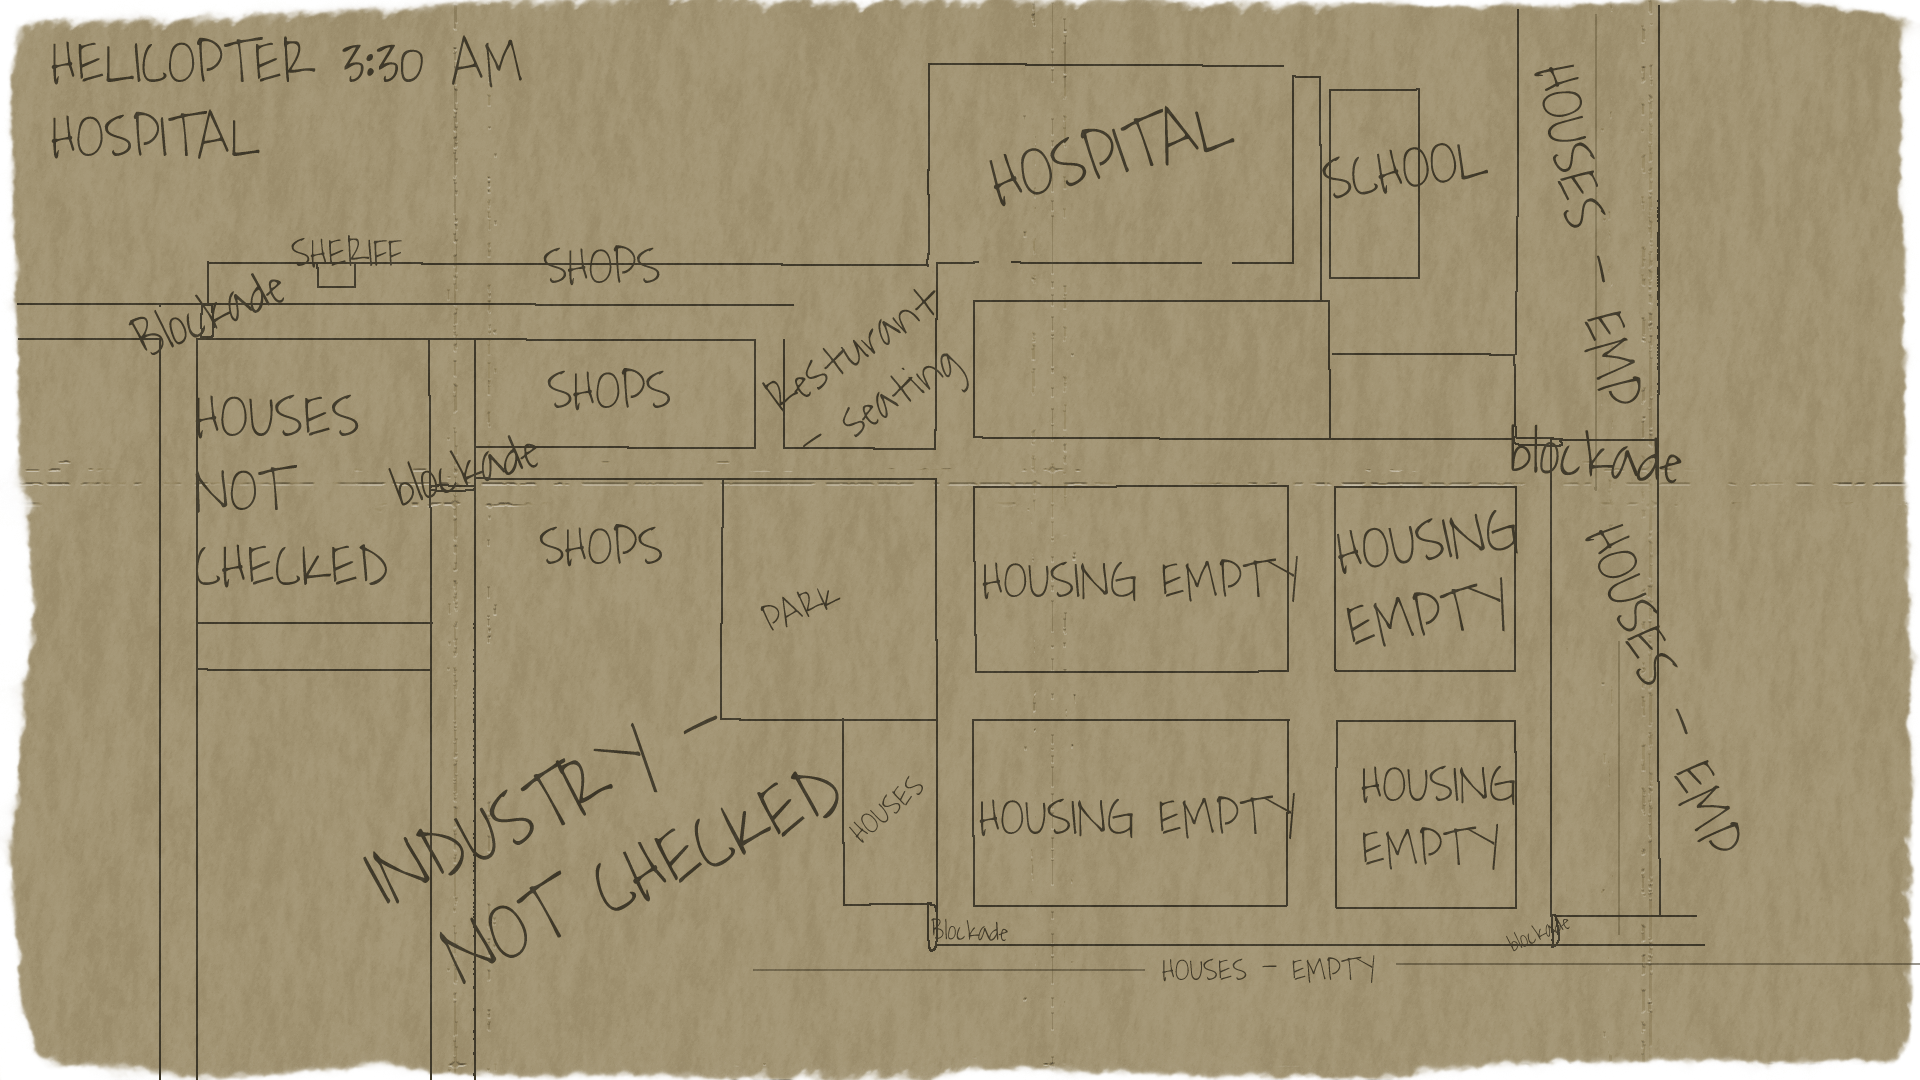 HELICOPTER 3:30 AM
HOSPITAL
HOSPITAL
SCHOOL
HOUSES - EMP
SHERIFF
SHOPS
Blockade
Resturant
- seating
HOUSES
NOT
CHECKED
SHOPS
blockade
blockade
SHOPS
PARK
HOUSING EMPTY
HOUSING
EMPTY
HOUSES - EMP
INDUSTRY -
NOT CHECKED
HOUSES
HOUSING EMPTY
HOUSING
EMPTY
Blockade
blockade
HOUSES - EMPTY